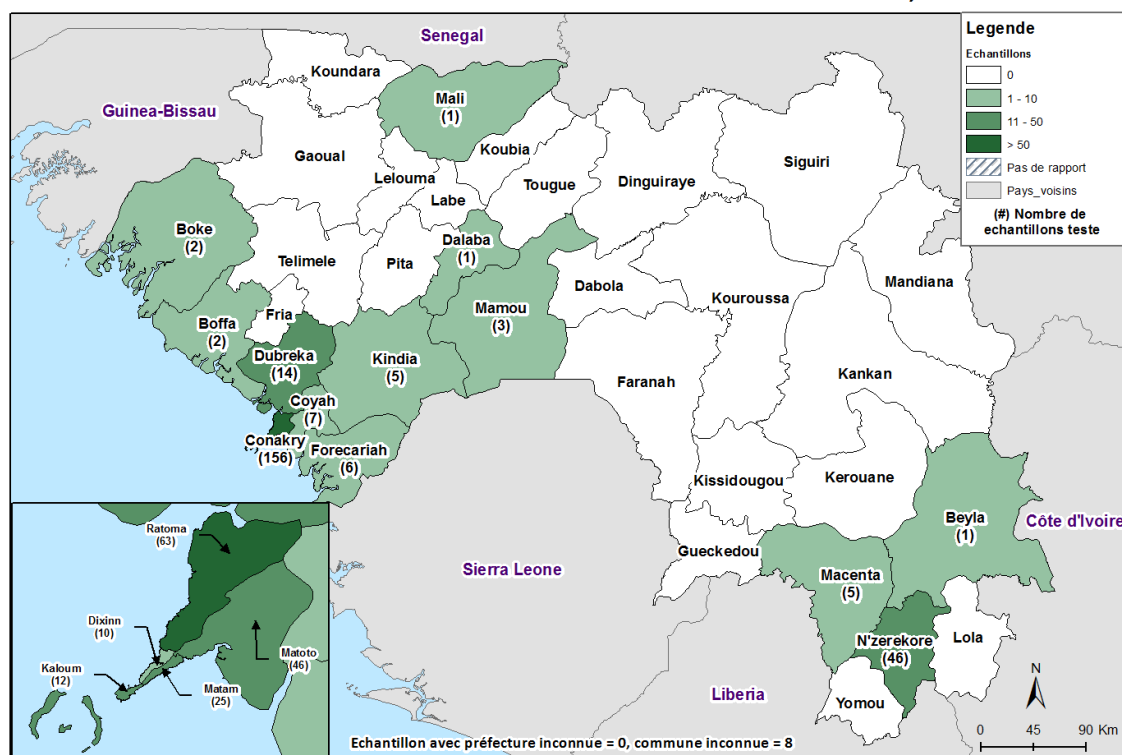 Senegal
Guinea-Bissau
Koundara
Mali
(1)
Gaoual
Koubia
Lelouma
Labe
Tougue
Dinguiraye
Siguiri
Boke
(2)
Telimele
Pita
Dalaba
(1)
Mamou
(3)
Dabola
Kouroussa
Mandiana
Boffa
(2)
Fria
Dubreka
(14)
Kindia
(5)
Coyah
(7)
Conakry
(156)
Forecariah
(6)
Faranah
Kankan
Kissidougou
Kerouane
Beyla
(1)
Côte d'Ivoire
Gueckedou
Macenta
(5)
Sierra Leone
N'zerekore
(46)
Lola
Yomou
Liberia
Legende
Echantillons
0
1 - 10
11 - 50
> 50
Pas de rapport
Pays_voisins
(#) Nombre de
echantillons teste
Ratoma
(63)
Dixinn
(10)
Kaloum
(12)
Matam
(25)
Matoto
(46)
N
0 45 90 Km
Echantillon avec préfecture inconnue = 0, commune inconnue = 8